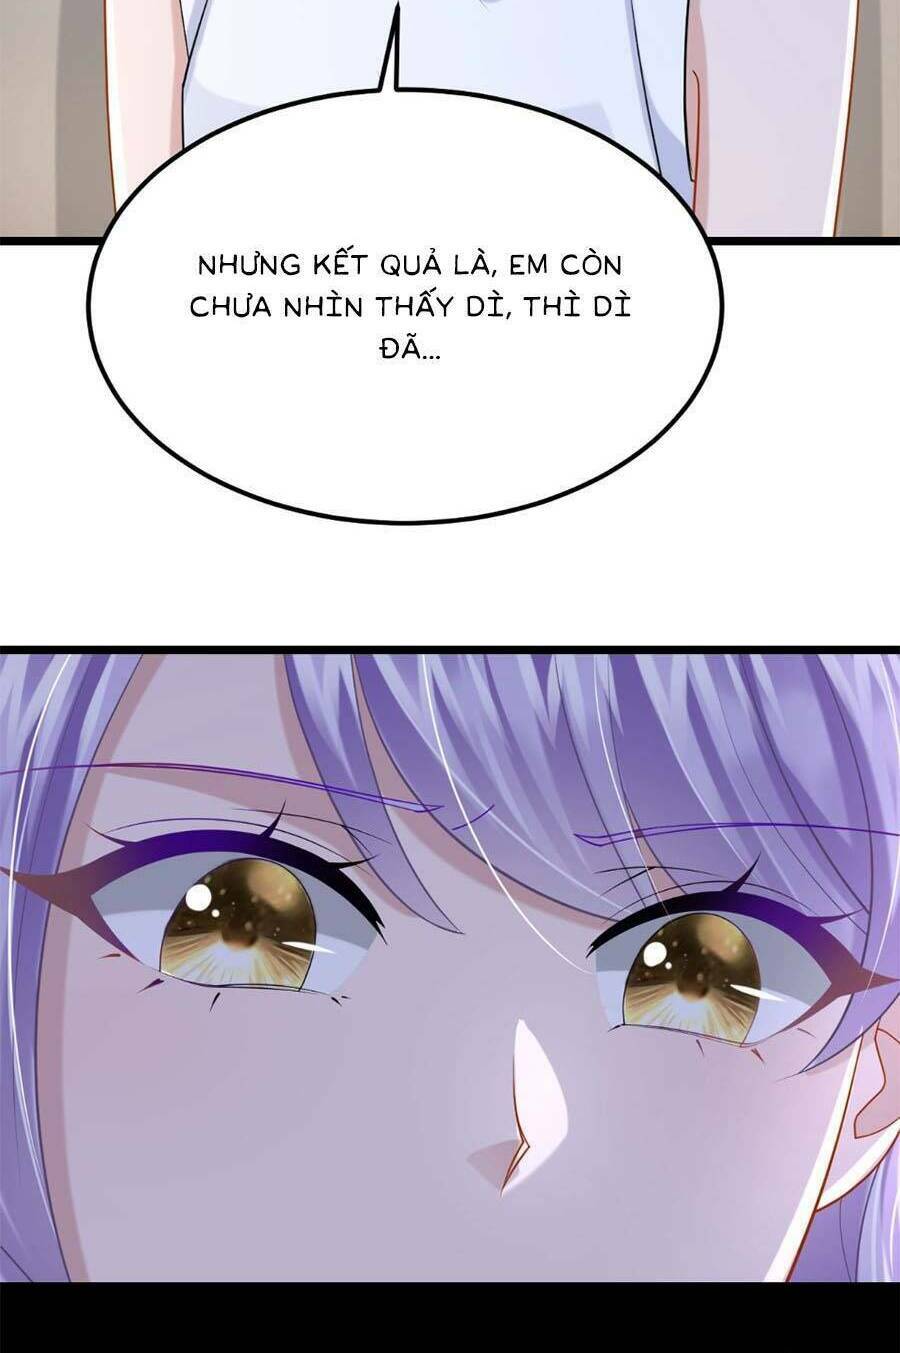 NHƯNG KẾT QUẢ LÀ, EM CÒN
CHƯA NHÌN THẤY DÌ, THÌ DÌ
ĐÃ...